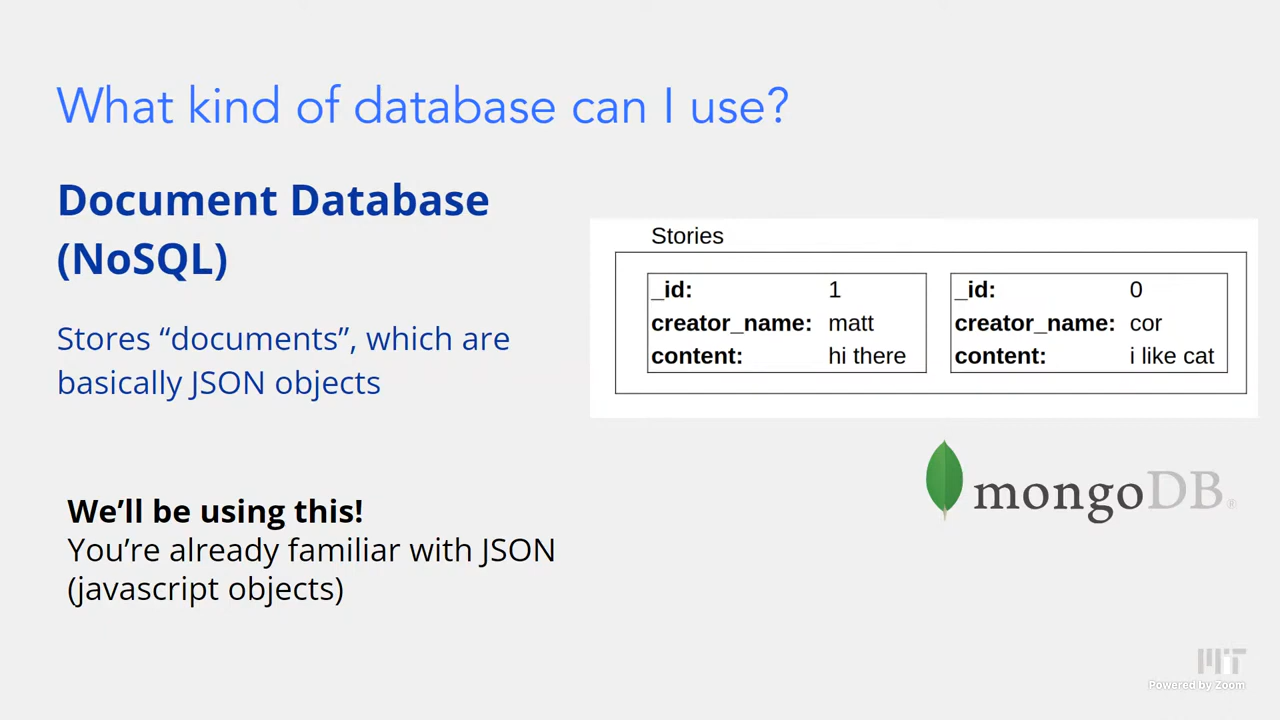 What kind of database can I use?
Document Database
(NoSQL)
Stores “documents”, which are
basically JSON objects
We’ll be using this!
You’re already familiar with JSON
(javascript objects)
Stories
_id: 1
creator_name: matt
content: hi there
_id: 0
creator_name: cor
content: i like cat
mongoDB®
MIT
Powered by Zoom